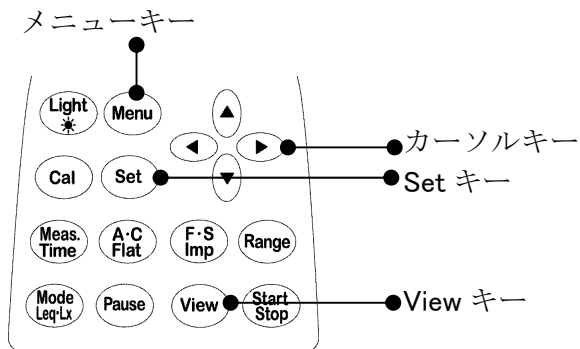 メニューキー
Light
Menu
カーソルキー
Cal
Set
Set キー
Meas.
Time
A·C
Flat
F·S
Imp
Range
Mode
Leq·Lx
Pause
View
Start
Stop
View キー